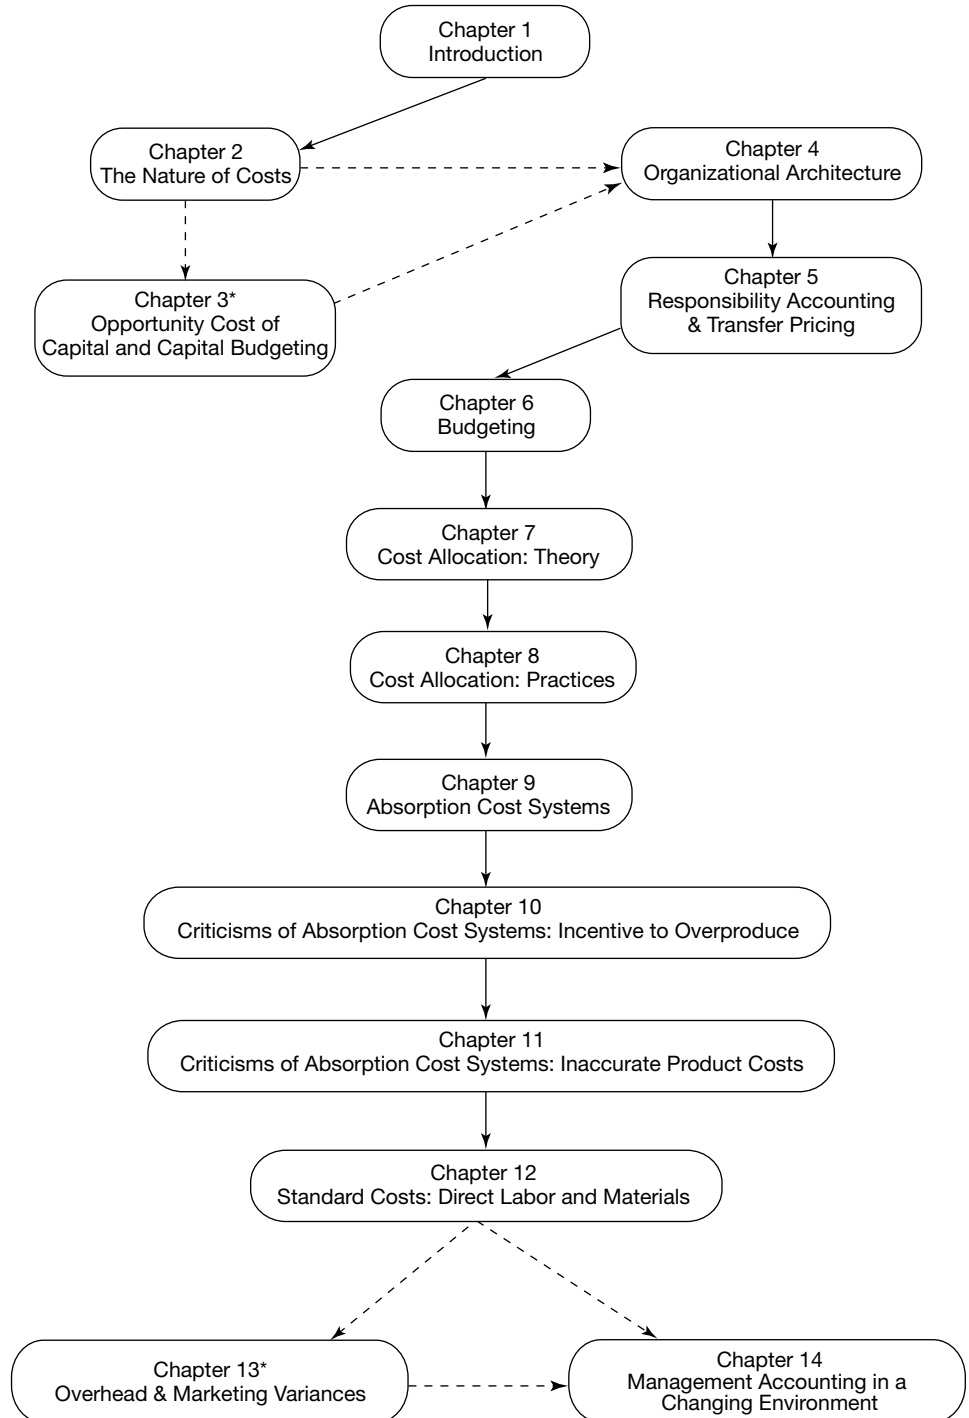 Chapter 1
Introduction
Chapter 2
The Nature of Costs
Chapter 4
Organizational Architecture
Chapter 3*
Opportunity Cost of
Capital and Capital Budgeting
Chapter 5
Responsibility Accounting
& Transfer Pricing
Chapter 6
Budgeting
Chapter 7
Cost Allocation: Theory
Chapter 8
Cost Allocation: Practices
Chapter 9
Absorption Cost Systems
Chapter 10
Criticisms of Absorption Cost Systems: Incentive to Overproduce
Chapter 11
Criticisms of Absorption Cost Systems: Inaccurate Product Costs
Chapter 12
Standard Costs: Direct Labor and Materials
Chapter 13*
Overhead & Marketing Variances
Chapter 14
Management Accounting in a
Changing Environment